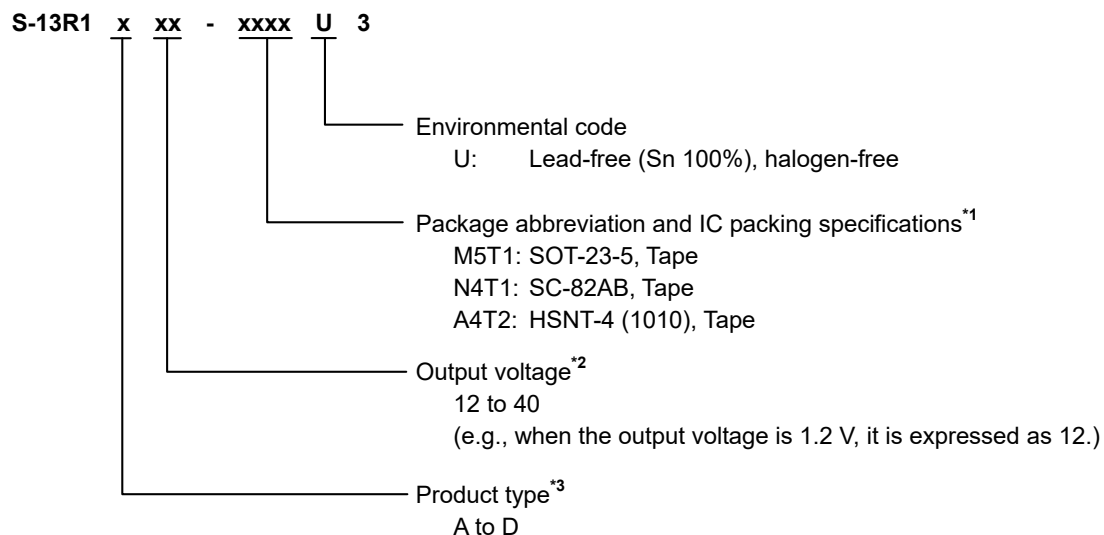 S-13R1 x xx - xxxx U 3
Environmental code
U: Lead-free (Sn 100%), halogen-free
Package abbreviation and IC packing specifications*1
M5T1: SOT-23-5, Tape
N4T1: SC-82AB, Tape
A4T2: HSNT-4 (1010), Tape
Output voltage*2
12 to 40
(e.g., when the output voltage is 1.2 V, it is expressed as 12.)
Product type*3
A to D